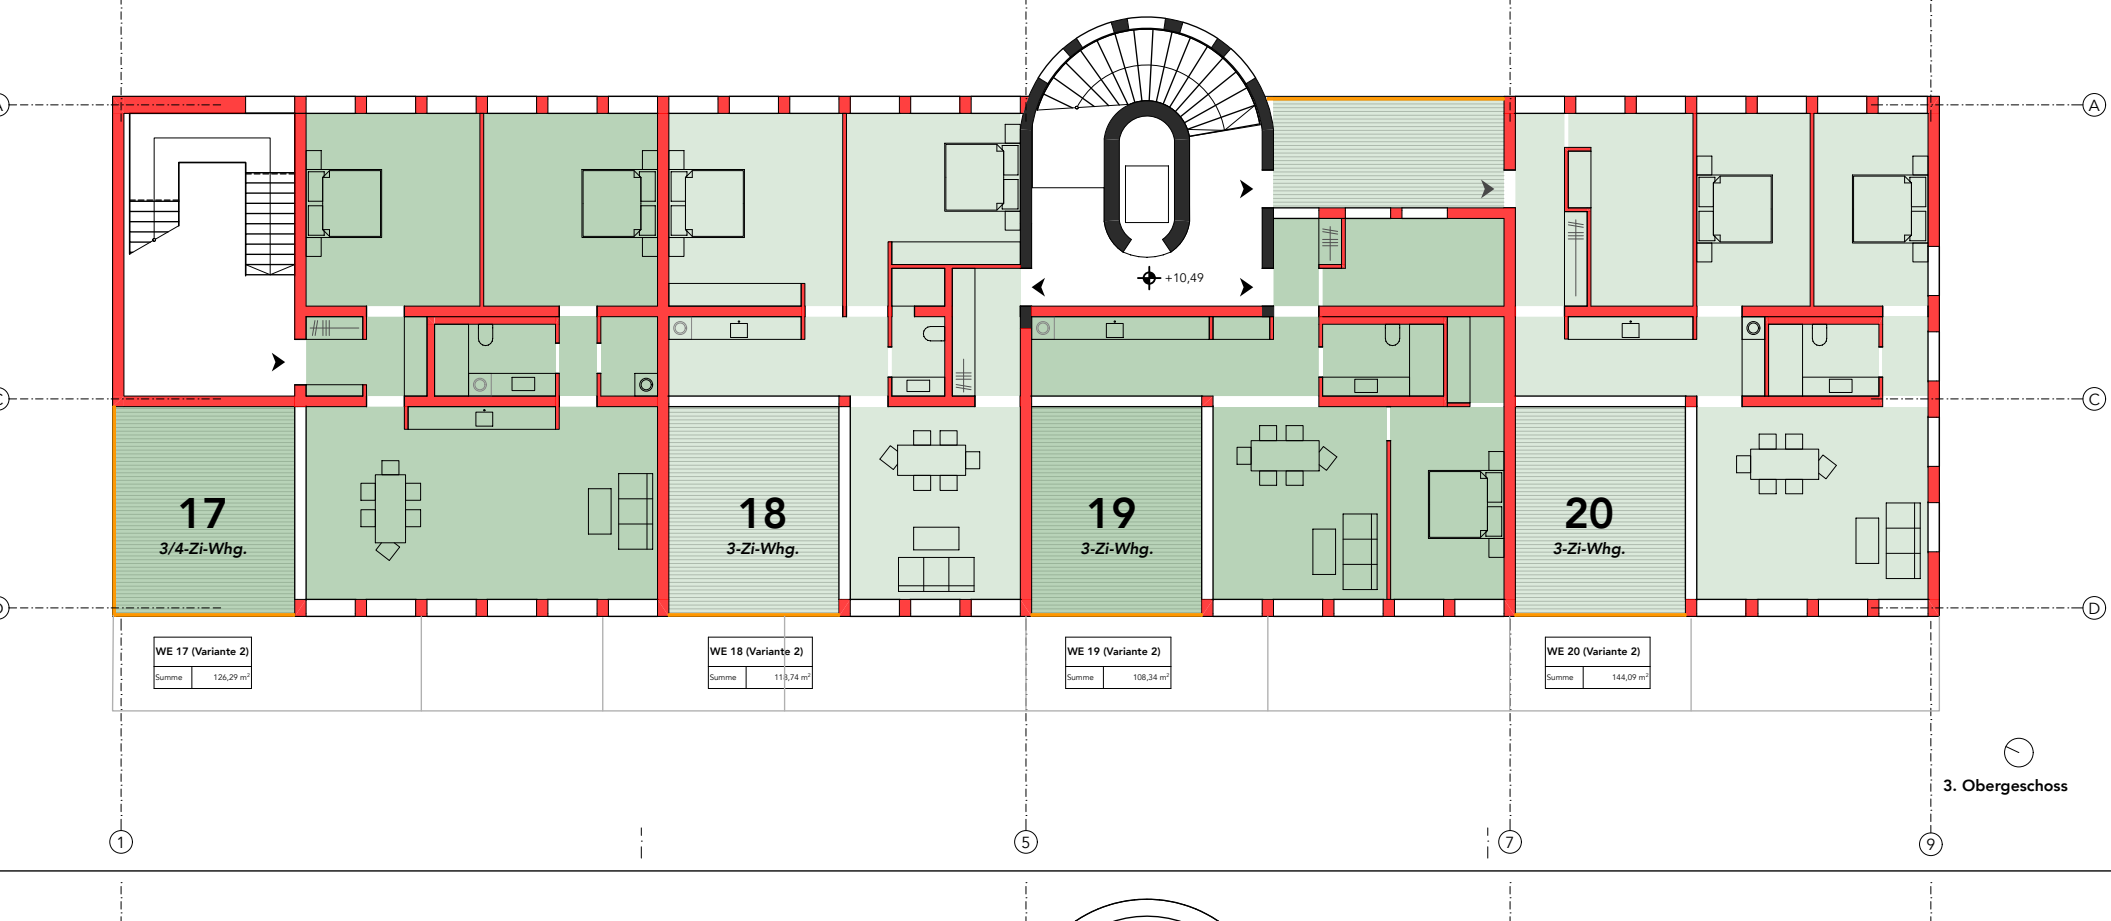 A
+10,49
C
17
3/4-Zi-Whg.
18
3-Zi-Whg.
19
3-Zi-Whg.
20
3-Zi-Whg.
D
WE 17 (Variante 2)
Summe 126,29 m²
WE 18 (Variante 2)
Summe
WE 19 (Variante 2)
Summe 108,34 m²
WE 20 (Variante 2)
Summe 144,09 m²
3. Obergeschoss
1
5
7
9